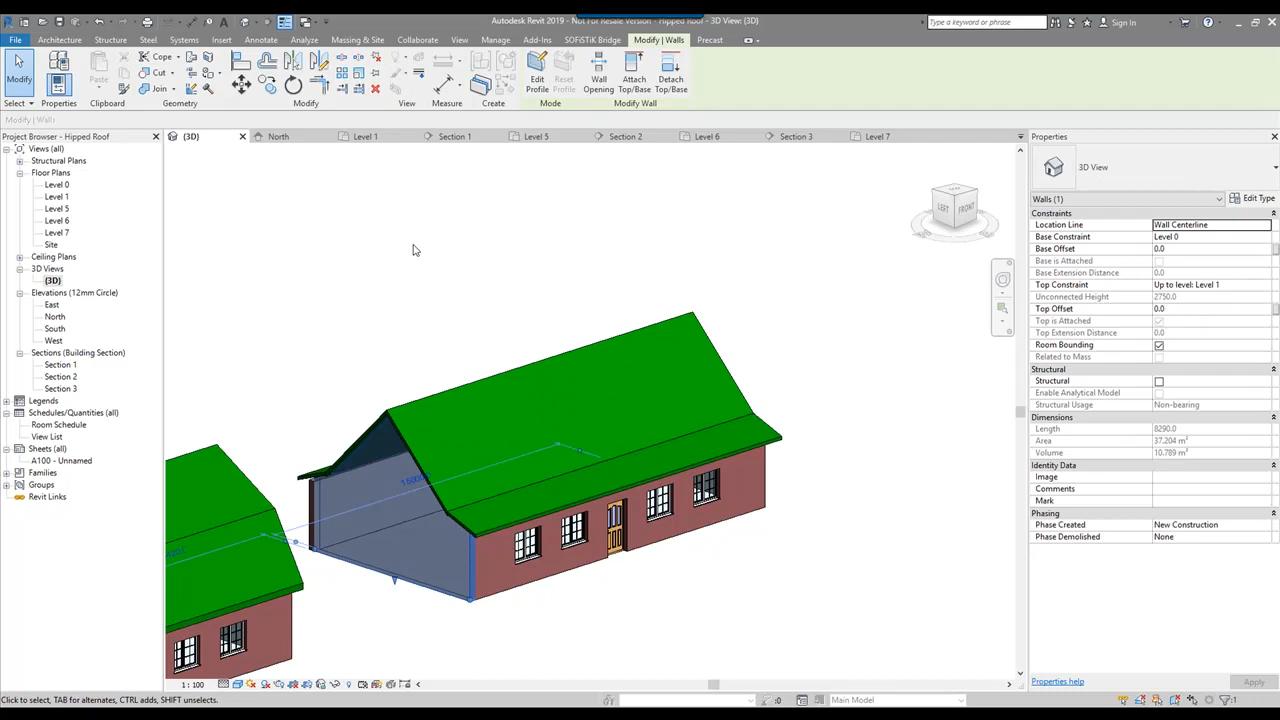 Autodesk Revit 2019 - Not For Resale Version - Hipped Roof - 3D View: {3D}
Type a keyword or phrase
Sign In
File Architecture Structure Steel Systems Insert Annotate Analyze Massing & Site Collaborate View Manage Add-Ins SOFiSTiK Bridge Modify | Walls Precast
Modify
Paste
Cope
Cut
Join
Edit Profile
Reset Profile
Wall Opening
Attach Top/Base
Detach Top/Base
Select Properties Clipboard Geometry Modify View Measure Create Mode Modify Wall
Modify | Walls
Project Browser - Hipped Roof
{3D} North Level 1 Section 1 Level 5 Section 2 Level 6 Section 3 Level 7
Views (all)
Structural Plans
Floor Plans
Level 0
Level 1
Level 5
Level 6
Level 7
Site
Ceiling Plans
3D Views
{3D}
Elevations (12mm Circle)
East
North
South
West
Sections (Building Section)
Section 1
Section 2
Section 3
Legends
Schedules/Quantities (all)
Room Schedule
View List
Sheets (all)
A100 - Unnamed
Families
Groups
Revit Links
LEFT FRONT
Properties
3D View
Walls (1) Edit Type
Constraints
Location Line Wall Centerline
Base Constraint Level 0
Base Offset 0.0
Base is Attached
Base Extension Distance 0.0
Top Constraint Up to level: Level 1
Unconnected Height 2750.0
Top Offset 0.0
Top is Attached
Top Extension Distance 0.0
Room Bounding
Related to Mass
Structural
Structural
Enable Analytical Model
Structural Usage Non-bearing
Dimensions
Length 8290.0
Area 37.204 m²
Volume 10.789 m³
Identity Data
Image
Comments
Mark
Phasing
Phase Created New Construction
Phase Demolished None
Properties help Apply
1 : 100
Click to select, TAB for alternates, CTRL adds, SHIFT unselects.
:0
Main Model
:1